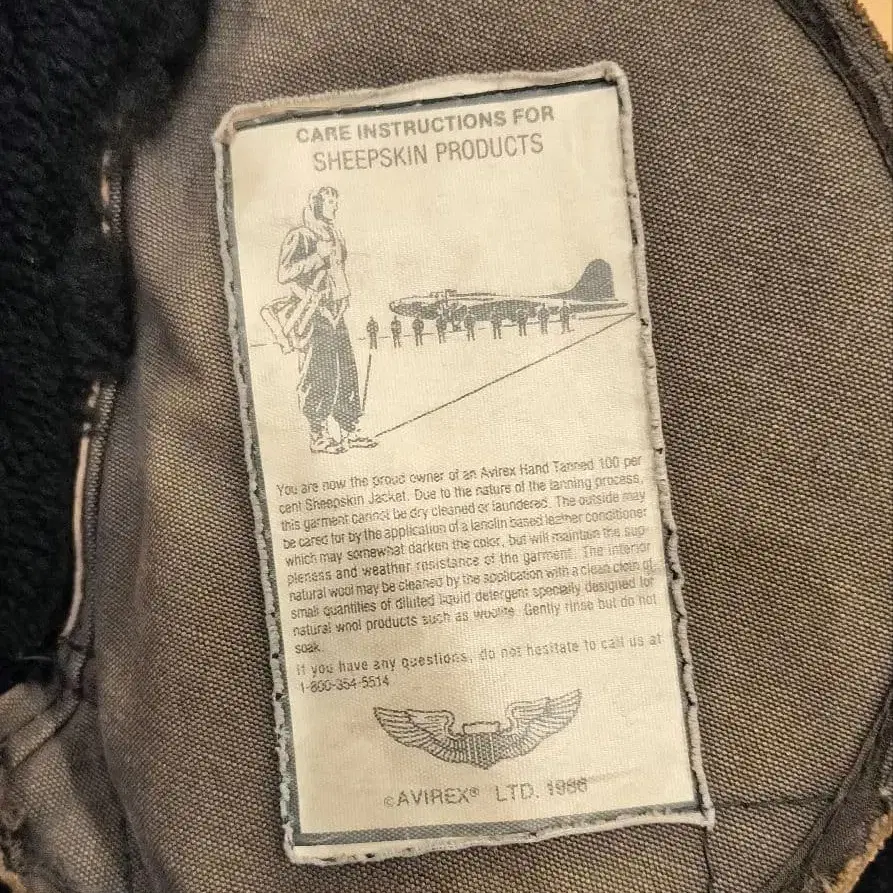 CARE INSTRUCTIONS FOR
SHEEPSKIN PRODUCTS
You are now the proud owner of an Avirex Hand Tanned 100 per
cent Sheepskin Jacket. Due to the nature of the tanning process,
this garment cannot be dry cleaned or laundered. The outside may
be cared for by the application of a lanolin based leather conditioner
which may somewhat darken the color, but will maintain the sup-
pleness and weather resistance of the garment. The interior
natural wool may be cleaned by the application with a clean cloth of
small quantities of diluted liquid detergent specially designed for
natural wool products such as woolite. Gently rinse but do not
soak.
If you have any questions, do not hesitate to call us at
1-800-354-5514
©AVIREX® LTD. 1986